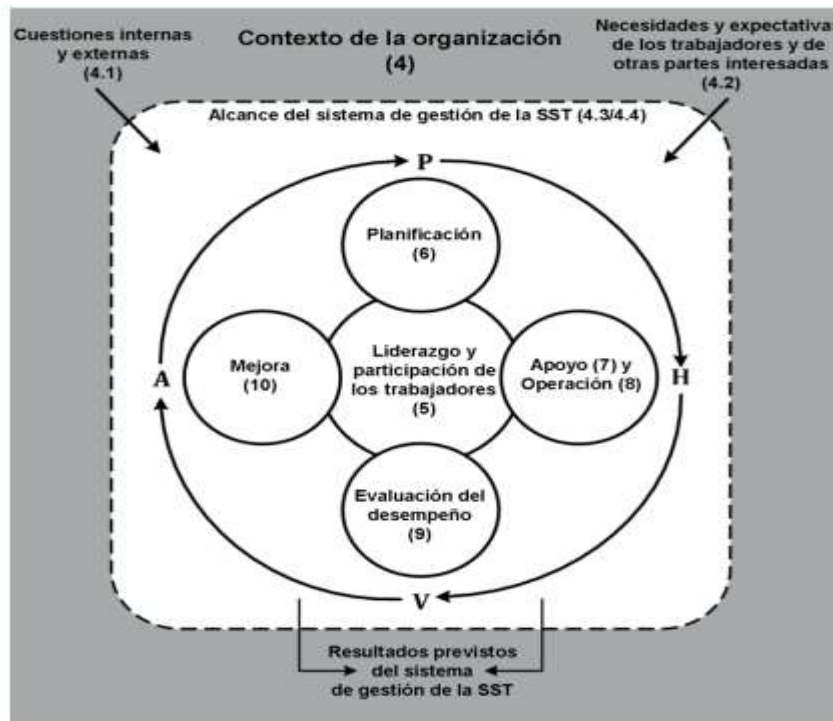 Cuestiones internas
y externas
(4.1)
Contexto de la organización
(4)
Necesidades y expectativas
de los trabajadores y de
otras partes interesadas
(4.2)
Alcance del sistema de gestión de la SST (4.3/4.4)
P
Planificación
(6)
A
Mejora
(10)
Liderazgo y
participación de
los trabajadores
(5)
Apoyo (7) y
Operación (8)
H
Evaluación del
desempeño
(9)
V
Resultados previstos
del sistema
de gestión de la SST